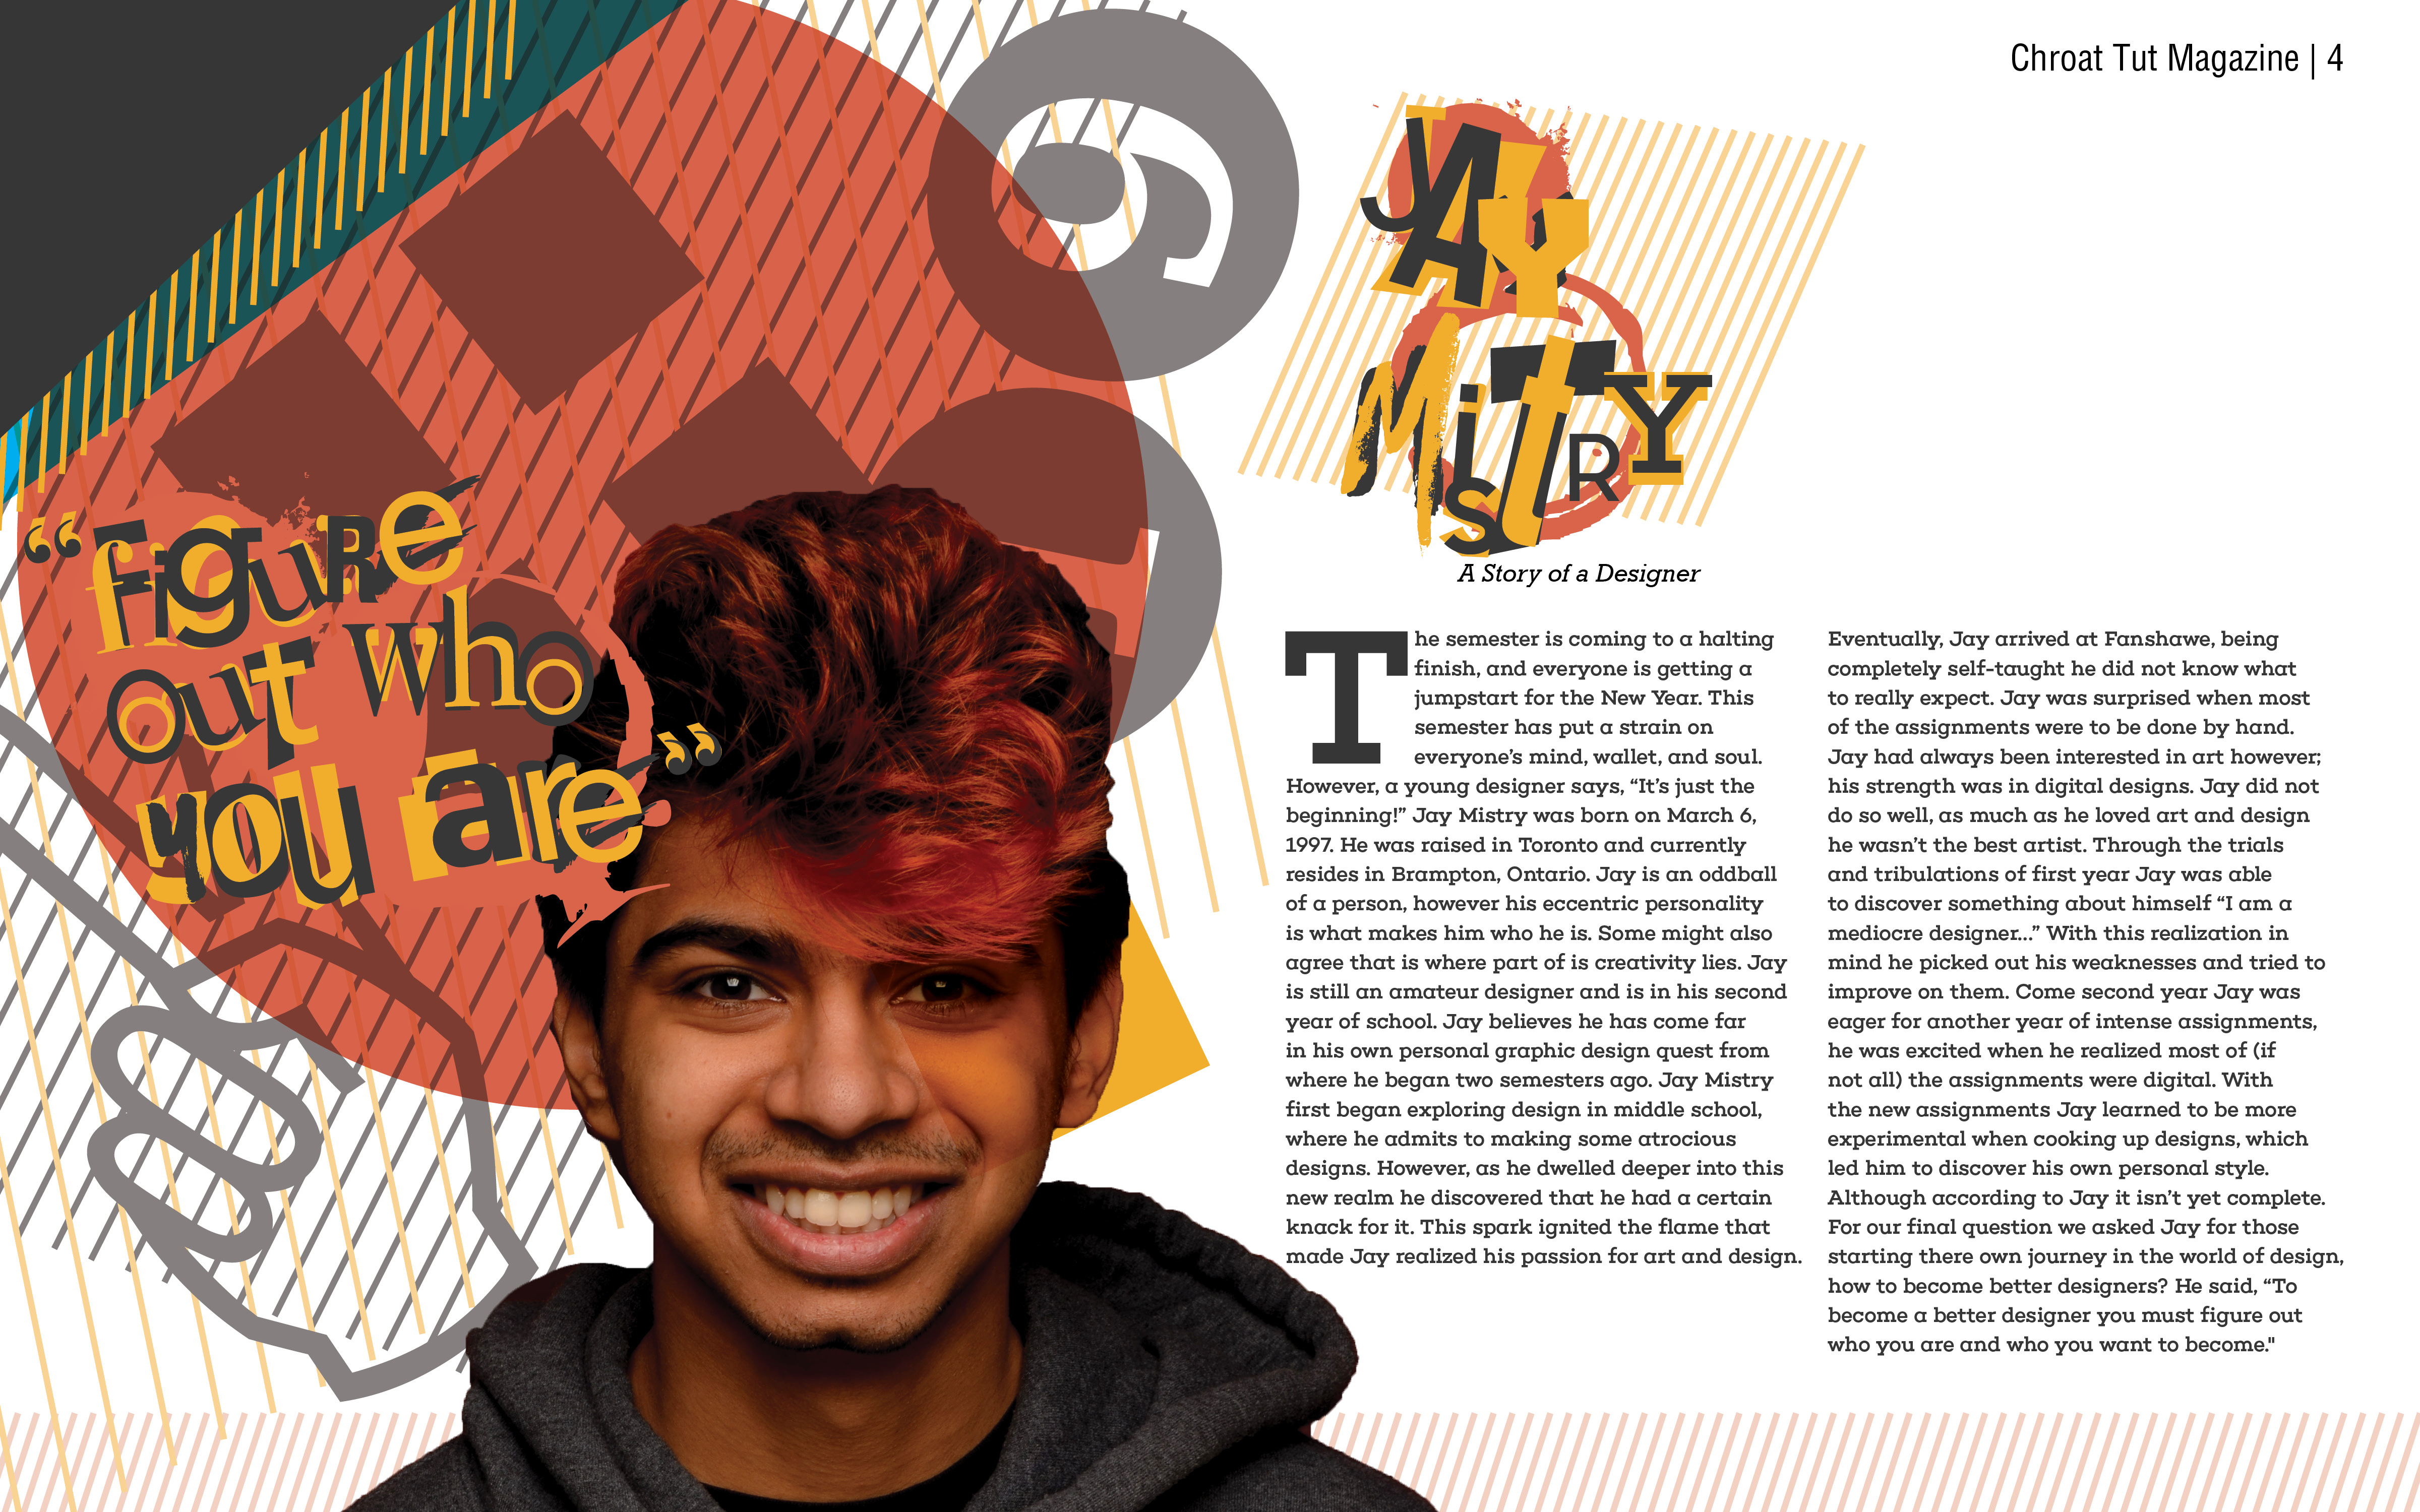 Chroat Tut Magazine | 4
“figure
Out Who
you are”
JAY
MisTRY
A Story of a Designer
The semester is coming to a halting
finish, and everyone is getting a
jumpstart for the New Year. This
semester has put a strain on
everyone’s mind, wallet, and soul.
However, a young designer says, “It’s just the
beginning!” Jay Mistry was born on March 6,
1997. He was raised in Toronto and currently
resides in Brampton, Ontario. Jay is an oddball
of a person, however his eccentric personality
is what makes him who he is. Some might also
agree that is where part of is creativity lies. Jay
is still an amateur designer and is in his second
year of school. Jay believes he has come far
in his own personal graphic design quest from
where he began two semesters ago. Jay Mistry
first began exploring design in middle school,
where he admits to making some atrocious
designs. However, as he dwelled deeper into this
new realm he discovered that he had a certain
knack for it. This spark ignited the flame that
made Jay realized his passion for art and design.
Eventually, Jay arrived at Fanshawe, being
completely self-taught he did not know what
to really expect. Jay was surprised when most
of the assignments were to be done by hand.
Jay had always been interested in art however;
his strength was in digital designs. Jay did not
do so well, as much as he loved art and design
he wasn’t the best artist. Through the trials
and tribulations of first year Jay was able
to discover something about himself “I am a
mediocre designer...” With this realization in
mind he picked out his weaknesses and tried to
improve on them. Come second year Jay was
eager for another year of intense assignments,
he was excited when he realized most of (if
not all) the assignments were digital. With
the new assignments Jay learned to be more
experimental when cooking up designs, which
led him to discover his own personal style.
Although according to Jay it isn’t yet complete.
For our final question we asked Jay for those
starting there own journey in the world of design,
how to become better designers? He said, “To
become a better designer you must figure out
who you are and who you want to become."